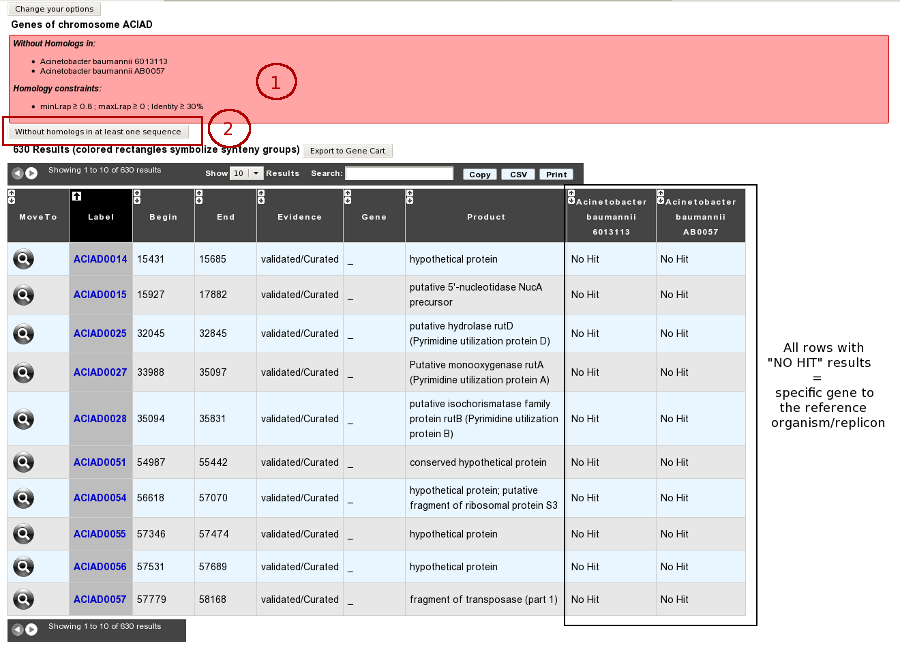 Change your options
Genes of chromosome ACIAD
Without Homologs in:
Acinetobacter baumannii 6013113
Acinetobacter baumannii AB0057
Homology constraints:
minLrap ≥ 0.8 ; maxLrap ≥ 0 ; Identity ≥ 30%
1
Without homologs in at least one sequence
2
630 Results (colored rectangles symbolize synteny groups) Export to Gene Cart
Showing 1 to 10 of 630 results Show 10 Results Search: Copy CSV Print
MoveTo Label Begin End Evidence Gene Product Acinetobacter baumannii 6013113 Acinetobacter baumannii AB0057
ACIAD0014 15431 15685 validated/Curated _ hypothetical protein No Hit No Hit
ACIAD0015 15927 17882 validated/Curated _ putative 5'-nucleotidase NucA precursor No Hit No Hit
ACIAD0025 32045 32845 validated/Curated _ putative hydrolase rutD (Pyrimidine utilization protein D) No Hit No Hit
ACIAD0027 33988 35097 validated/Curated _ Putative monooxygenase rutA (Pyrimidine utilization protein A) No Hit No Hit
ACIAD0028 35094 35831 validated/Curated _ putative isochorismatase family protein rutB (Pyrimidine utilization protein B) No Hit No Hit
ACIAD0051 54987 55442 validated/Curated _ conserved hypothetical protein No Hit No Hit
ACIAD0054 56618 57070 validated/Curated _ hypothetical protein; putative fragment of ribosomal protein S3 No Hit No Hit
ACIAD0055 57346 57474 validated/Curated _ hypothetical protein No Hit No Hit
ACIAD0056 57531 57689 validated/Curated _ hypothetical protein No Hit No Hit
ACIAD0057 57779 58168 validated/Curated _ fragment of transposase (part 1) No Hit No Hit
Showing 1 to 10 of 630 results
All rows with
"NO HIT" results
=
specific gene to
the reference
organism/replicon